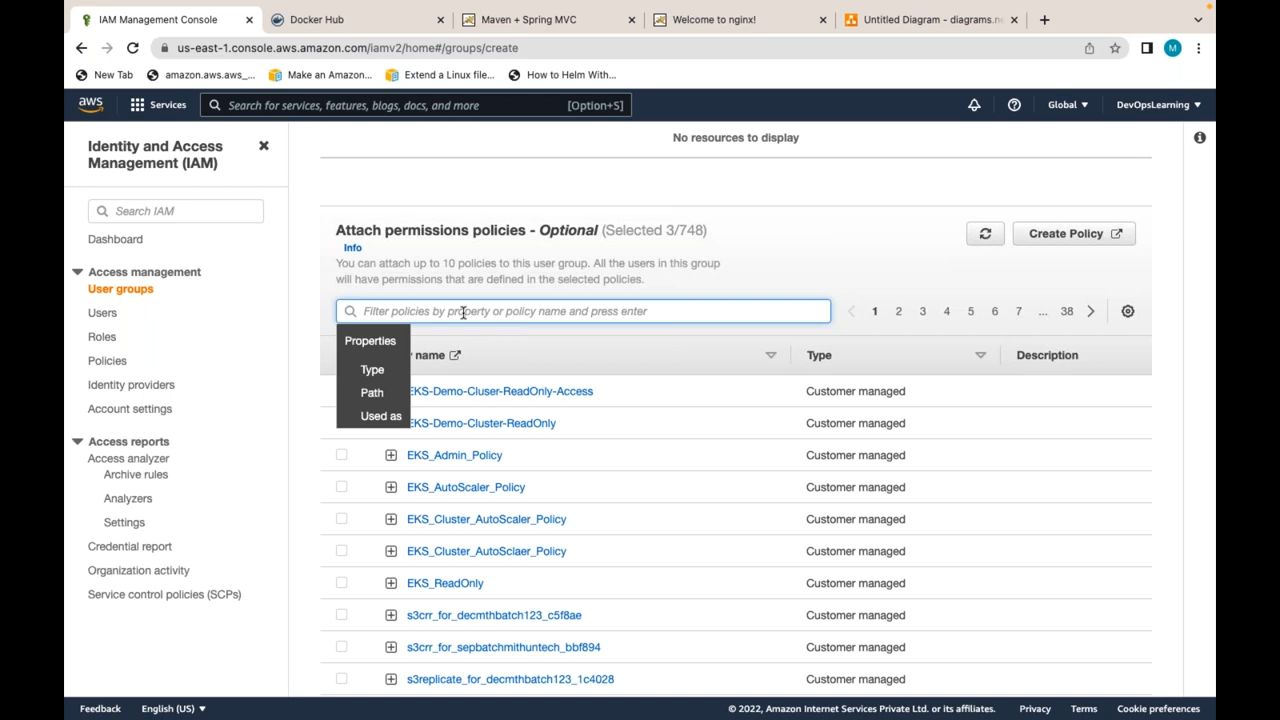 IAM Management Console
Docker Hub
Maven + Spring MVC
Welcome to nginx!
Untitled Diagram - diagrams.ne
us-east-1.console.aws.amazon.com/iamv2/home#/groups/create
M
New Tab
amazon.aws.aws_...
Make an Amazon...
Extend a Linux file...
How to Helm With...
aws
Services
Search for services, features, blogs, docs, and more
[Option+S]
Global
DevOpsLearning
Identity and Access
Management (IAM)
Search IAM
Dashboard
Access management
User groups
Users
Roles
Policies
Identity providers
Account settings
Access reports
Access analyzer
Archive rules
Analyzers
Settings
Credential report
Organization activity
Service control policies (SCPs)
No resources to display
Attach permissions policies - Optional (Selected 3/748)
Info
Create Policy
You can attach up to 10 policies to this user group. All the users in this group
will have permissions that are defined in the selected policies.
Filter policies by property or policy name and press enter
1 2 3 4 5 6 7 ... 38
Properties
Type
Path
Used as
name
Type
Description
EKS-Demo-Cluser-ReadOnly-Access Customer managed
EKS-Demo-Cluster-ReadOnly Customer managed
EKS_Admin_Policy Customer managed
EKS_AutoScaler_Policy Customer managed
EKS_Cluster_AutoScaler_Policy Customer managed
EKS_Cluster_AutoSclaer_Policy Customer managed
EKS_ReadOnly Customer managed
s3crr_for_decmthbatch123_c5f8ae Customer managed
s3crr_for_sepbatchmithuntech_bbf894 Customer managed
s3replicate_for_decmthbatch123_1c4028 Customer managed
Feedback
English (US)
© 2022, Amazon Internet Services Private Ltd. or its affiliates.
Privacy
Terms
Cookie preferences